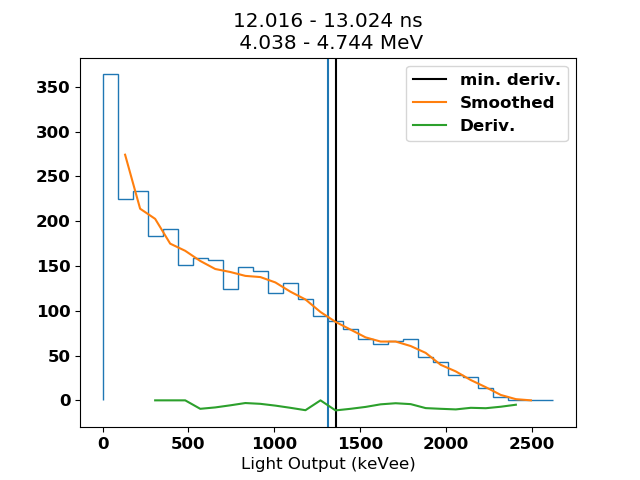 12.016 - 13.024 ns
4.038 - 4.744 MeV
min. deriv.
Smoothed
Deriv.
350
300
250
200
150
100
50
0
0 500 1000 1500 2000 2500
Light Output (keVee)